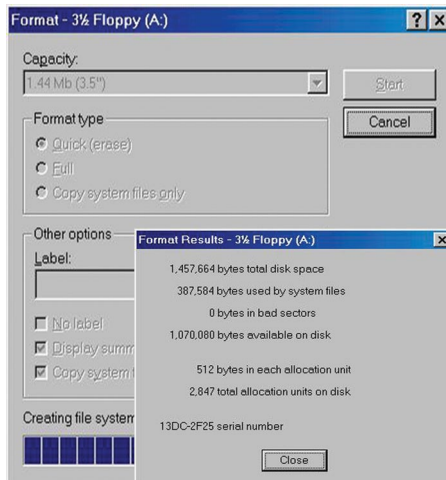 Format - 3½ Floppy (A:)
Capacity:
1.44 Mb (3.5")
Start
Cancel
Format type
Quick (erase)
Full
Copy system files only
Other options
Label:
No label
Display summ
Copy system f
Creating file system
Format Results - 3½ Floppy (A:)
1,457,664 bytes total disk space
387,584 bytes used by system files
0 bytes in bad sectors
1,070,080 bytes available on disk
512 bytes in each allocation unit
2,847 total allocation units on disk
13DC-2F25 serial number
Close